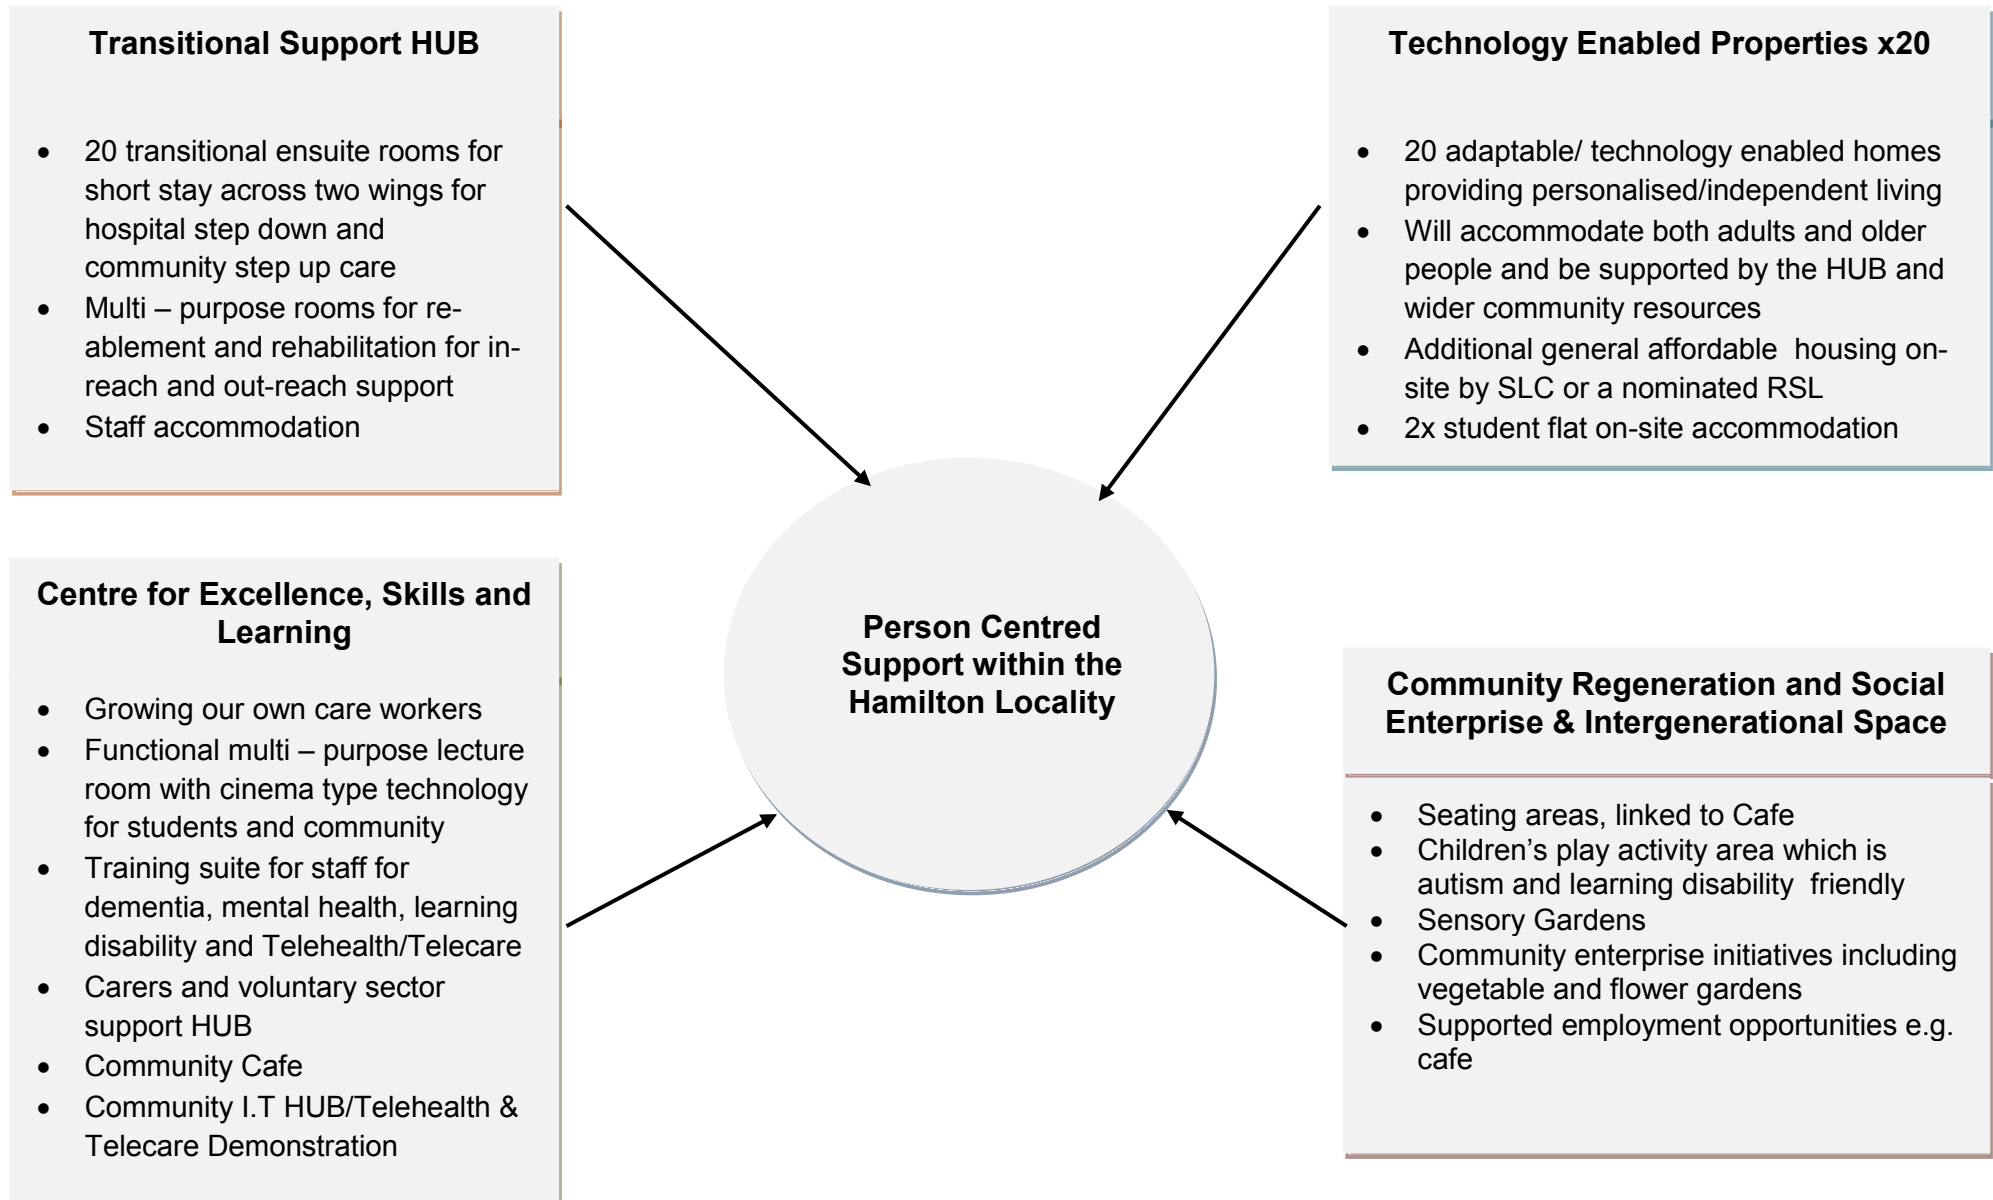 Transitional Support HUB
• 20 transitional ensuite rooms for
short stay across two wings for
hospital step down and
community step up care
• Multi – purpose rooms for re-
ablement and rehabilitation for in-
reach and out-reach support
• Staff accommodation
Technology Enabled Properties x20
• 20 adaptable/ technology enabled homes
providing personalised/independent living
• Will accommodate both adults and older
people and be supported by the HUB and
wider community resources
• Additional general affordable  housing on-
site by SLC or a nominated RSL
• 2x student flat on-site accommodation
Person Centred
Support within the
Hamilton Locality
Centre for Excellence, Skills and
Learning
• Growing our own care workers
• Functional multi – purpose lecture
room with cinema type technology
for students and community
• Training suite for staff for
dementia, mental health, learning
disability and Telehealth/Telecare
• Carers and voluntary sector
support HUB
• Community Cafe
• Community I.T HUB/Telehealth &
Telecare Demonstration
Community Regeneration and Social
Enterprise & Intergenerational Space
• Seating areas, linked to Cafe
• Children’s play activity area which is
autism and learning disability  friendly
• Sensory Gardens
• Community enterprise initiatives including
vegetable and flower gardens
• Supported employment opportunities e.g.
cafe